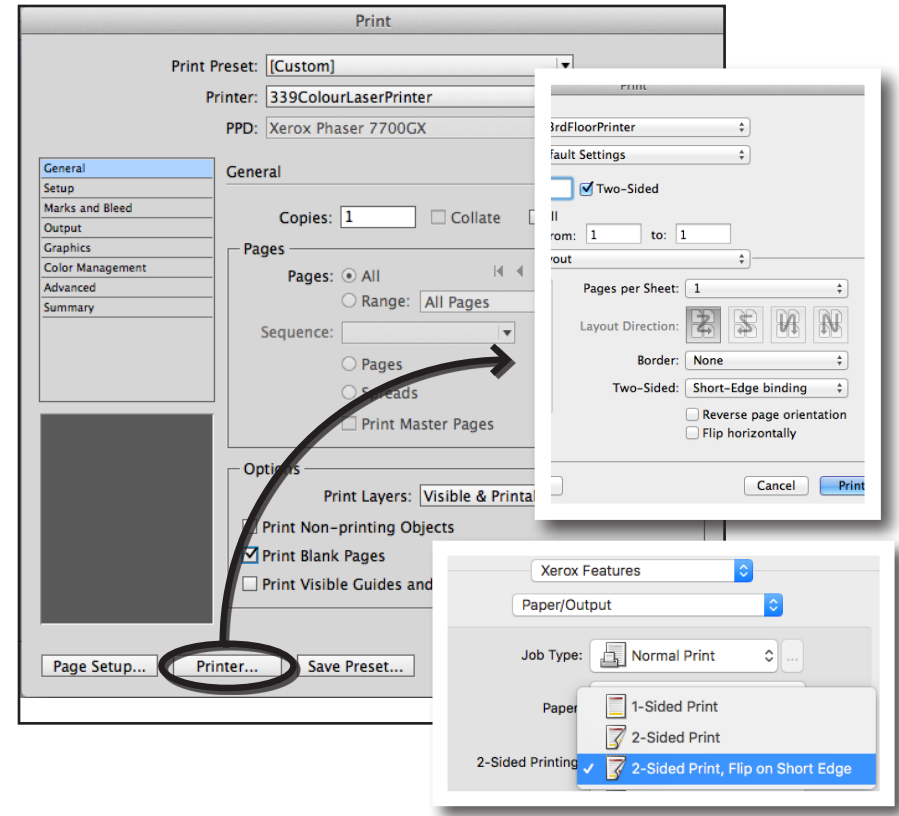 Print
Print Preset: [Custom]
Printer: 339ColourLaserPrinter
PPD: Xerox Phaser 7700GX
General
Setup
Marks and Bleed
Output
Graphics
Color Management
Advanced
Summary
General
Copies: 1 Collate
Pages
Pages: All
Range: All Pages
Sequence:
Pages
Spreads
Print Master Pages
Options
Print Layers: Visible & Printa
Print Non-printing Objects
Print Blank Pages
Print Visible Guides and
Page Setup... Printer... Save Preset...
Print
3rdFloorPrinter
fault Settings
Two-Sided
ll
rom: 1 to: 1
yout
Pages per Sheet: 1
Layout Direction:
Border: None
Two-Sided: Short-Edge binding
Reverse page orientation
Flip horizontally
Cancel Print
Xerox Features
Paper/Output
Job Type: Normal Print ...
Paper
1-Sided Print
2-Sided Print
2-Sided Printing ✓ 2-Sided Print, Flip on Short Edge